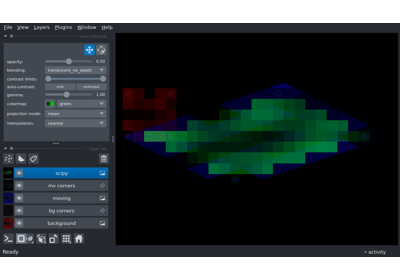 File View Layers Plugins Window Help
layer controls
opacity: 0.50
blending: translucent_no_depth
contrast limits:
auto-contrast: once continuous
gamma: 1.00
colormap: green
projection mode: mean
interpolation: nearest
layer list
scipy
mv corners
moving
bg corners
background
Ready activity